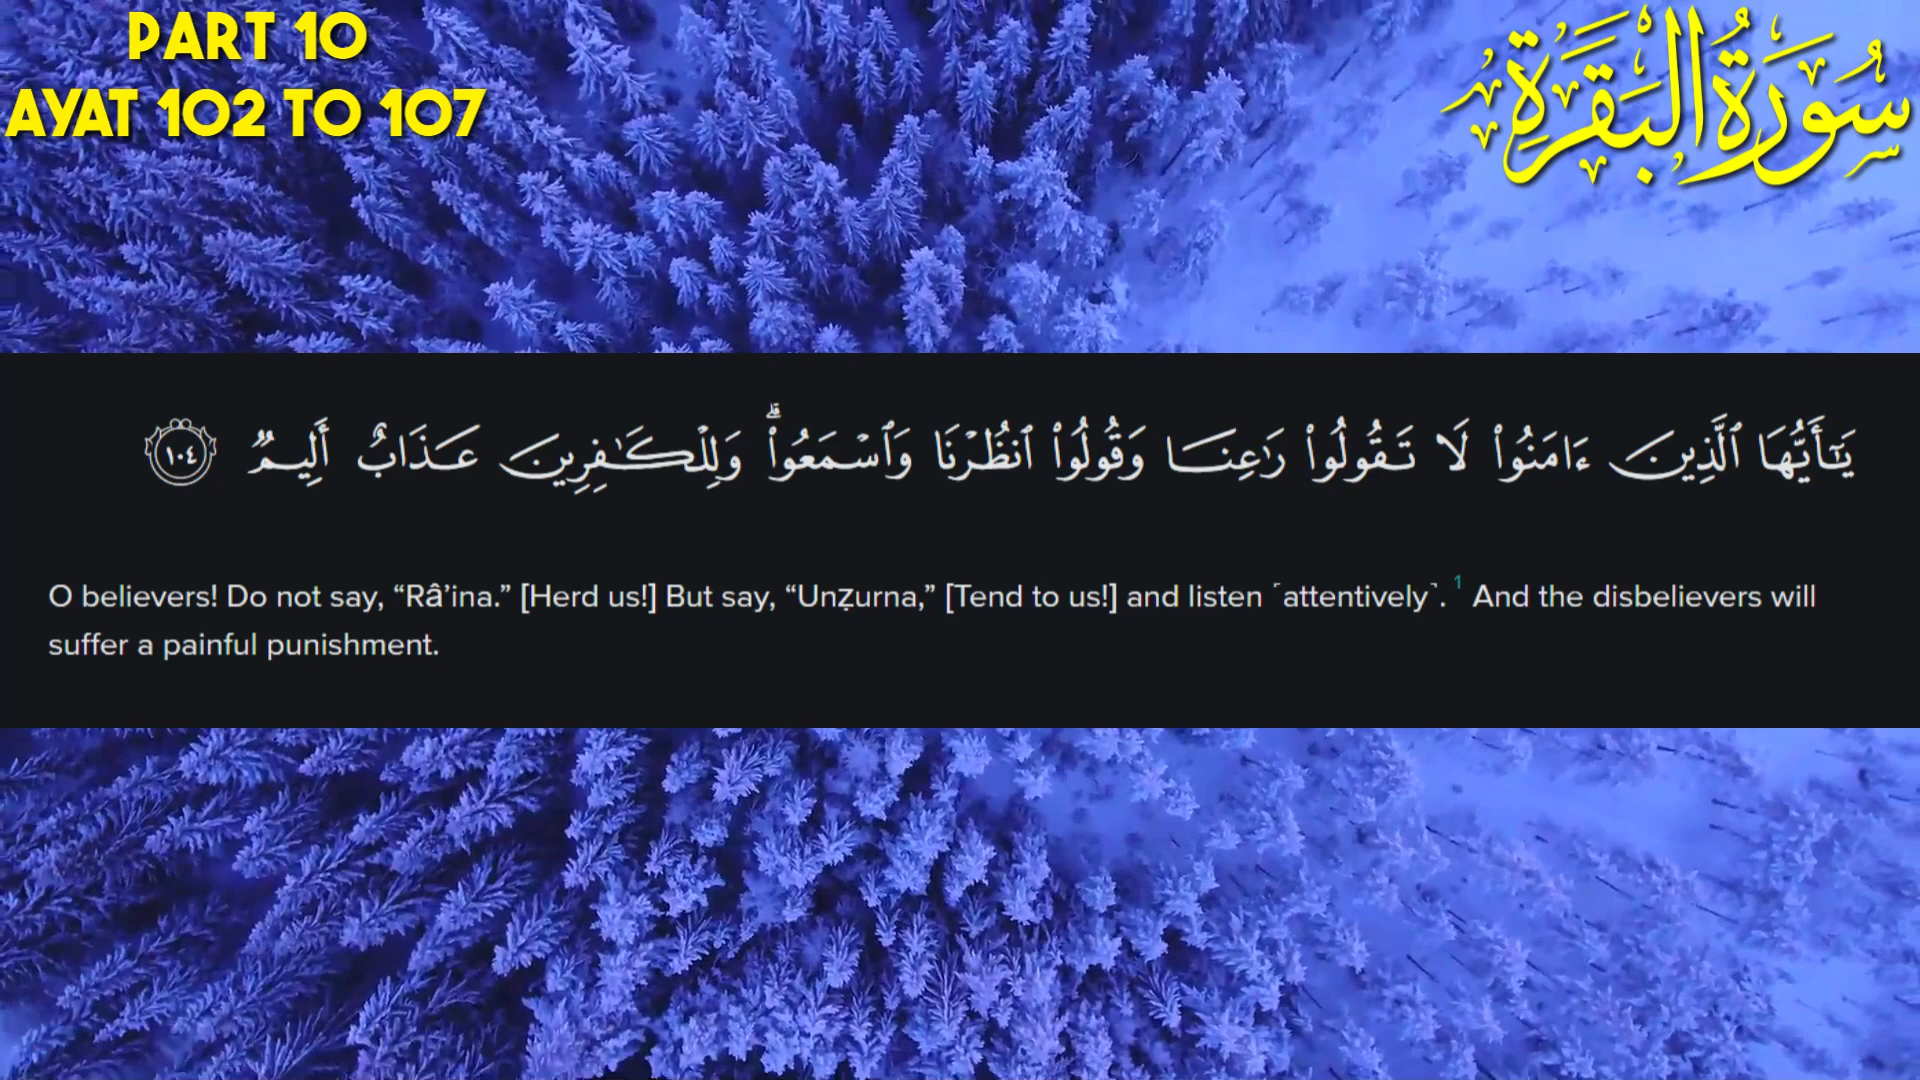 PART 10
AYAT 102 TO 107
سُورَةُ البَقَرَةِ
يَـٰٓأَيُّهَا ٱلَّذِينَ ءَامَنُوا۟ لَا تَقُولُوا۟ رَٰعِنَا وَقُولُوا۟ ٱنظُرْنَا وَٱسْمَعُوا۟ ۗ وَلِلْكَـٰفِرِينَ عَذَابٌ أَلِيمٌ ١٠٤
O believers! Do not say, “Râ’ina.” [Herd us!] But say, “Unẓurna,” [Tend to us!] and listen ˹attentively˺. 1 And the disbelievers will
suffer a painful punishment.